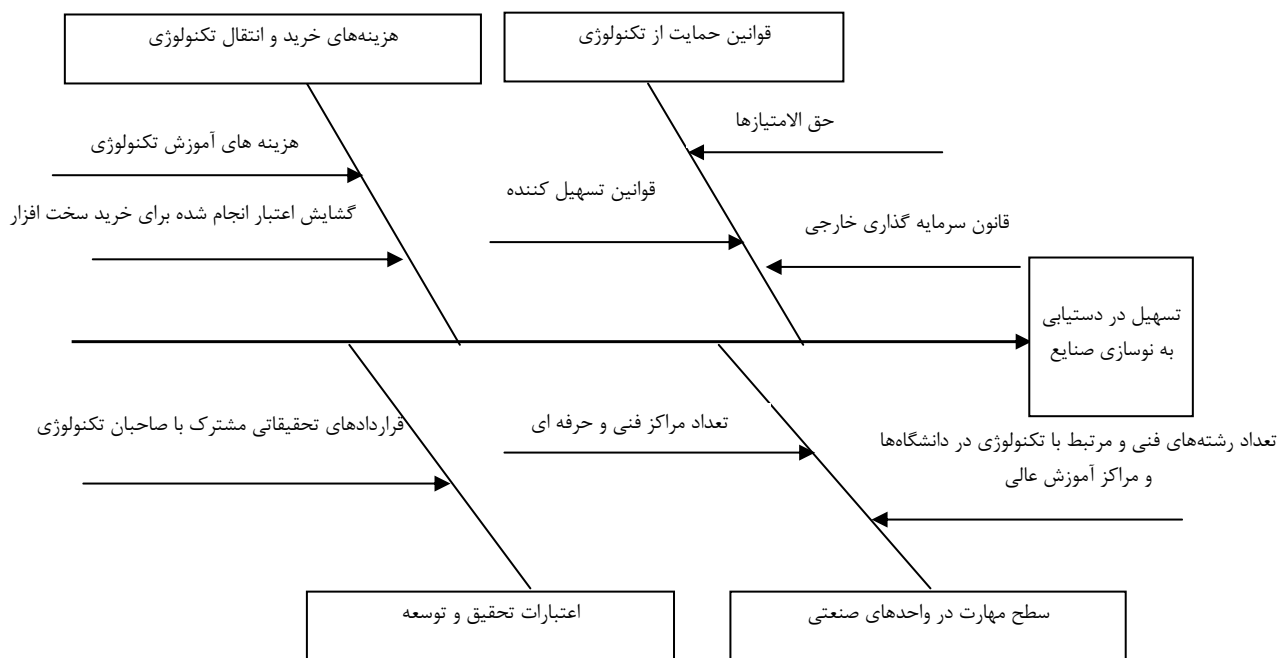 قوانین حمایت از تکنولوژی
هزینه‌های خرید و انتقال تکنولوژی
حق الامتیازها
هزینه های آموزش تکنولوژی
قوانین تسهیل کننده
گشایش اعتبار انجام شده برای خرید سخت افزار
قانون سرمایه گذاری خارجی
تسهیل در دستیابی
به نوسازی صنایع
تعداد مراکز فنی و حرفه ای
قراردادهای تحقیقاتی مشترک با صاحبان تکنولوژی
تعداد رشته‌های فنی و مرتبط با تکنولوژی در دانشگاه‌ها
و مراکز آموزش عالی
سطح مهارت در واحدهای صنعتی
اعتبارات تحقیق و توسعه